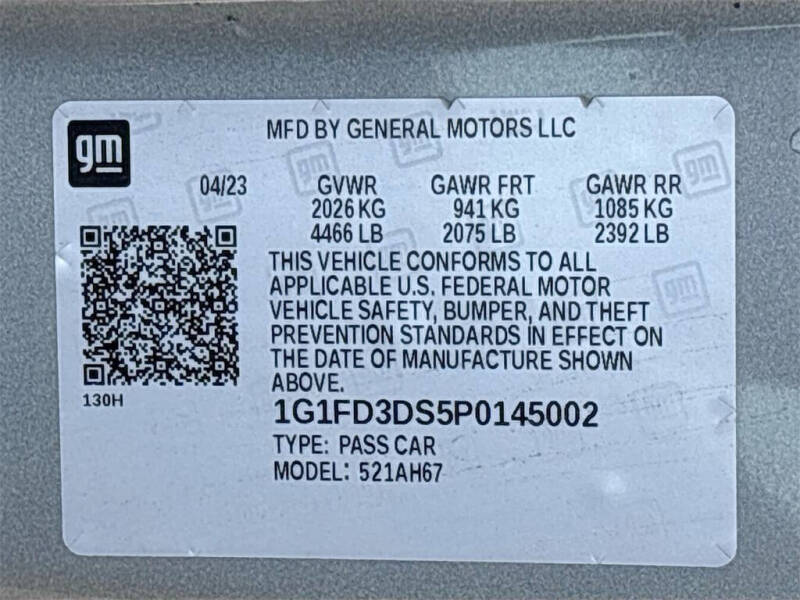 MFD BY GENERAL MOTORS LLC
gm
04/23 GVWR GAWR FRT GAWR RR
2026 KG 941 KG 1085 KG
4466 LB 2075 LB 2392 LB
THIS VEHICLE CONFORMS TO ALL
APPLICABLE U.S. FEDERAL MOTOR
VEHICLE SAFETY, BUMPER, AND THEFT
PREVENTION STANDARDS IN EFFECT ON
THE DATE OF MANUFACTURE SHOWN
ABOVE.
130H
1G1FD3DS5P0145002
TYPE: PASS CAR
MODEL: 521AH67